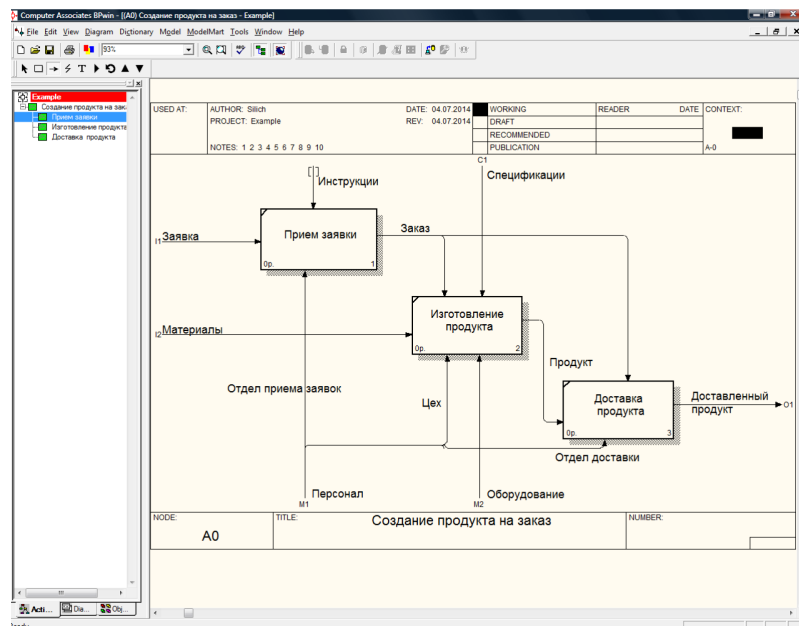 Computer Associates BPwin - [(A0) Создание продукта на заказ - Example]
File Edit View Diagram Dictionary Model ModelMart Tools Window Help
93%
Example
Создание продукта на зак
Прием заявки
Изготовление продукта
Доставка продукта
USED AT: AUTHOR: Silich DATE: 04.07.2014 WORKING READER DATE CONTEXT:
PROJECT: Example REV: 04.07.2014 DRAFT
RECOMMENDED
NOTES: 1 2 3 4 5 6 7 8 9 10 PUBLICATION A-0
C1
Инструкции
Спецификации
I1 Заявка
Прием заявки
0р. 1
Заказ
I2 Материалы
Изготовление
продукта
0р. 2
Продукт
Отдел приема заявок
Цех
Доставка
продукта
0р. 3
Доставленный
продукт
O1
Отдел доставки
Персонал
M1
Оборудование
M2
NODE: TITLE: NUMBER:
A0 Создание продукта на заказ
Acti... Dia... Obj...